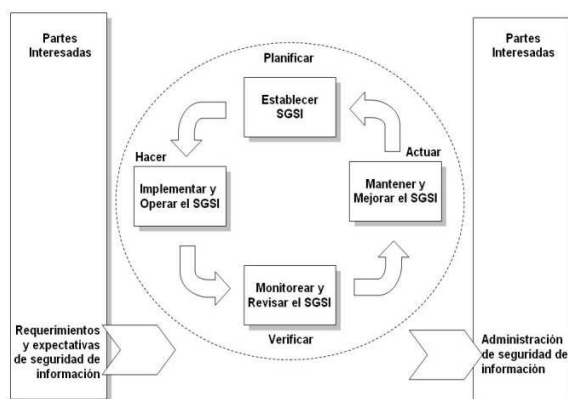 Partes
Interesadas
Planificar
Establecer
SGSI
Hacer
Implementar y
Operar el SGSI
Actuar
Mantener y
Mejorar el SGSI
Monitorear y
Revisar el SGSI
Verificar
Requerimientos
y expectativas
de seguridad de
información
Partes
Interesadas
Administración
de seguridad de
información